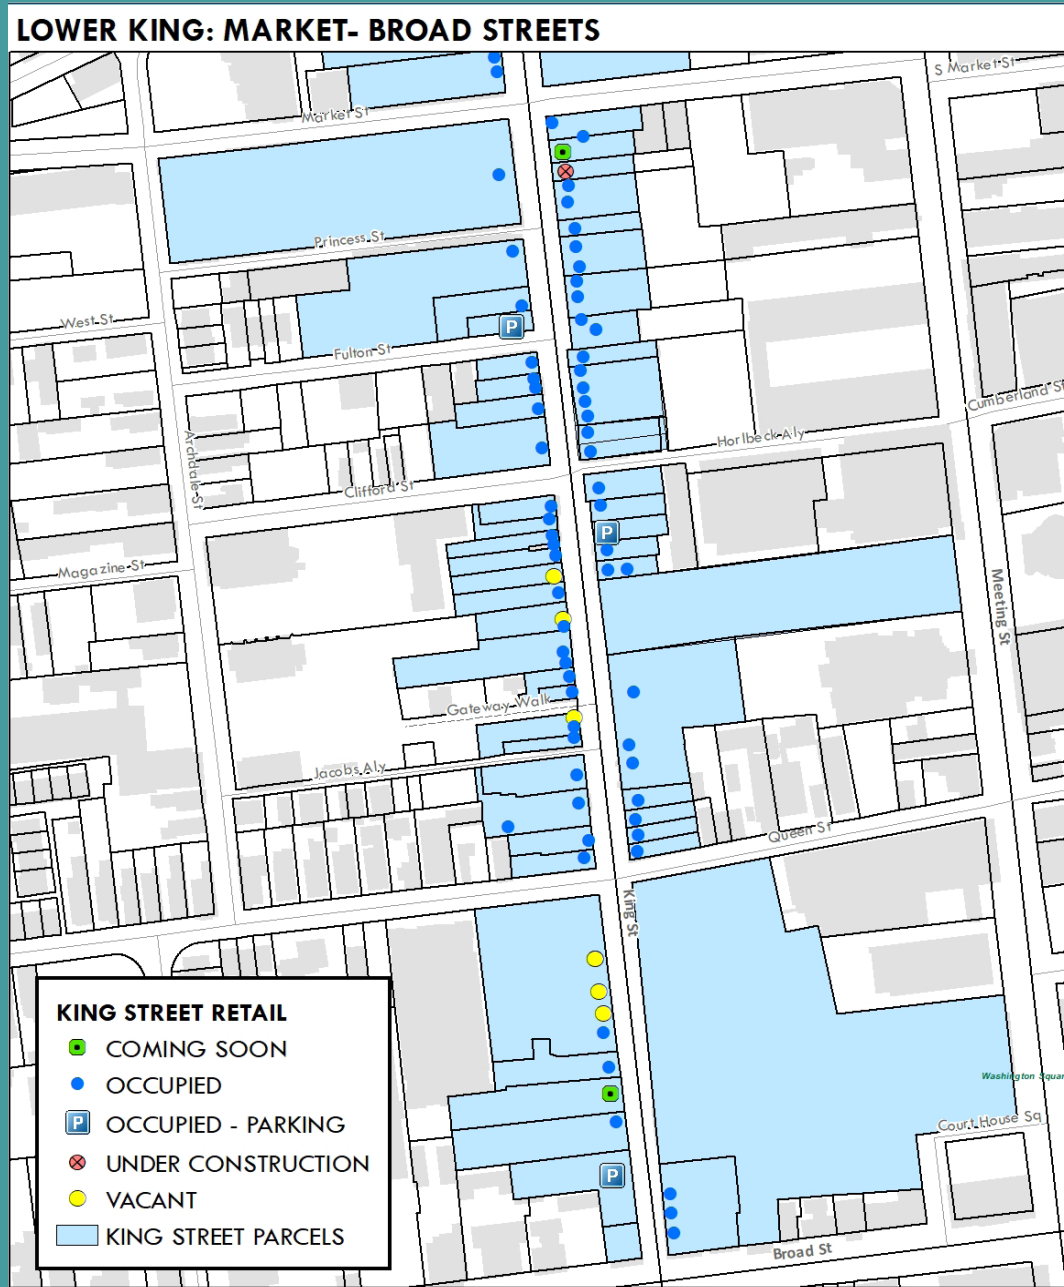 LOWER KING: MARKET- BROAD STREETS
S Market St
Market St
Princess St
West St
Fulton St
Cumberland St
Archdale St
Horlbeck Aly
Clifford St
P
P
Magazine St
Meeting St
Gateway Walk
Jacobs Aly
Queen St
King St
KING STREET RETAIL
COMING SOON
OCCUPIED
P OCCUPIED - PARKING
UNDER CONSTRUCTION
VACANT
KING STREET PARCELS
Washington Squar
Court House Sq
P
Broad St